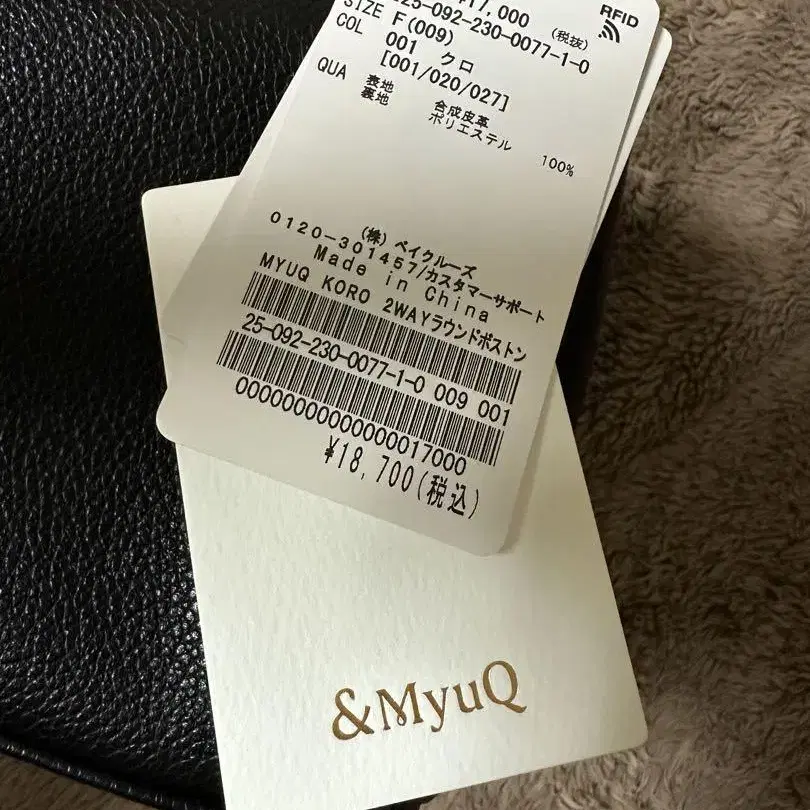 ¥17,000 (税抜)
RFID
25-092-230-0077-1-0
SIZE F(009)
COL 001 クロ
[001/020/027]
QUA 表地 合成皮革
裏地 ポリエステル 100%
(株) ベイクルーズ
0120-301457/カスタマーサポート
Made in China
MYUQ KORO 2WAYラウンドボストン
25-092-230-0077-1-0 009 001
0000000000000000017000
¥18,700(税込)
&MyuQ